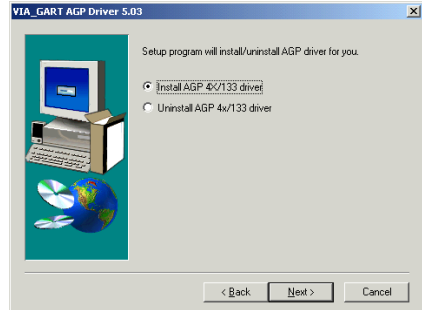 VIA_GART AGP Driver 5.03
Setup program will install/uninstall AGP driver for you.
Install AGP 4X/133 driver
Uninstall AGP 4x/133 driver
< Back
Next >
Cancel